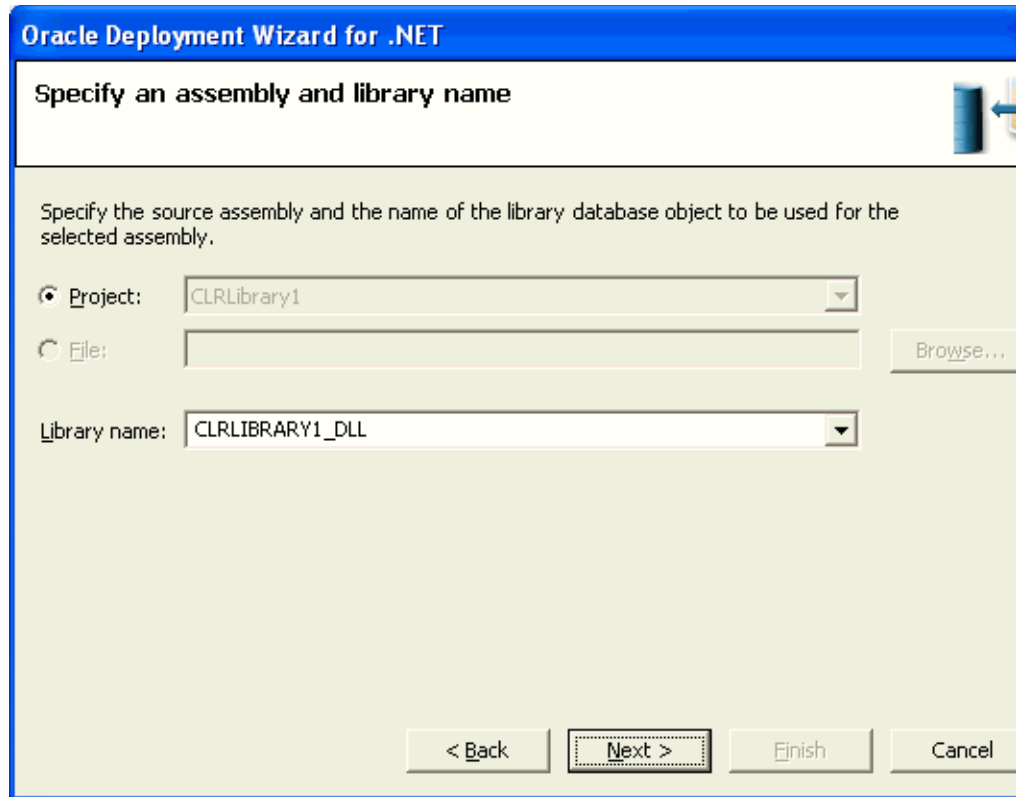 Oracle Deployment Wizard for .NET
Specify an assembly and library name
Specify the source assembly and the name of the library database object to be used for the
selected assembly.
Project: CLRLibrary1
File: Browse...
Library name: CLRLIBRARY1_DLL
< Back Next > Finish Cancel